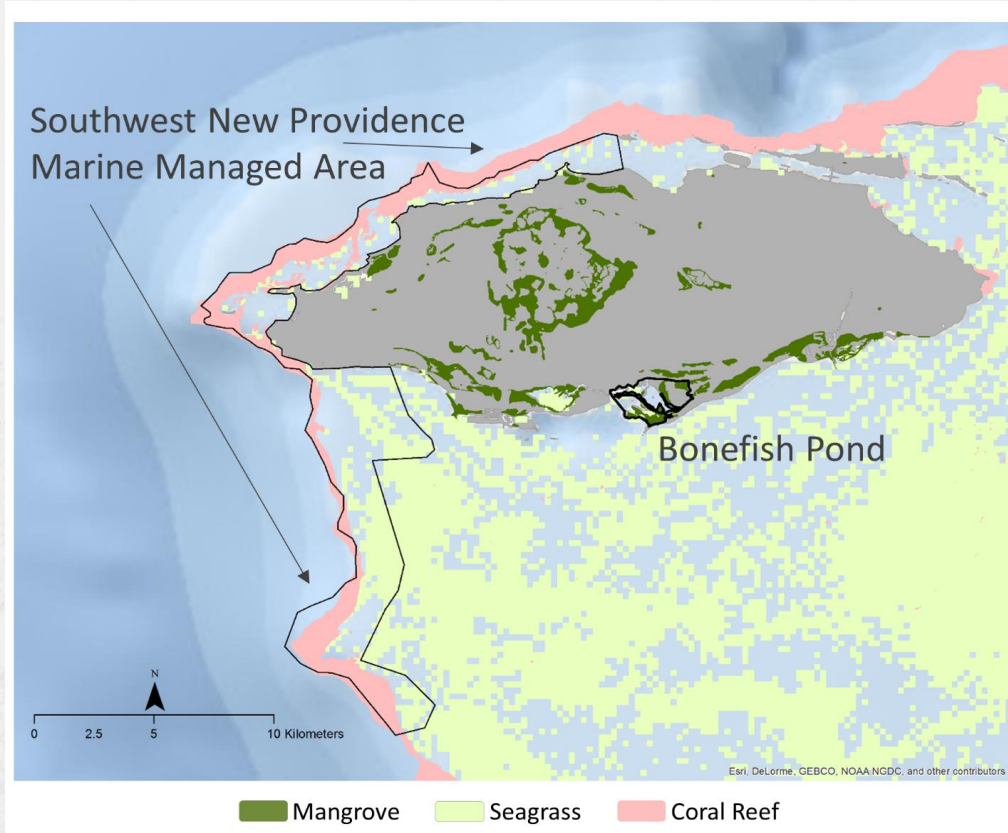 Southwest New Providence
Marine Managed Area
Bonefish Pond
N
0 2.5 5 10 Kilometers
Esri, DeLorme, GEBCO, NOAA NGDC, and other contributors
Mangrove Seagrass Coral Reef